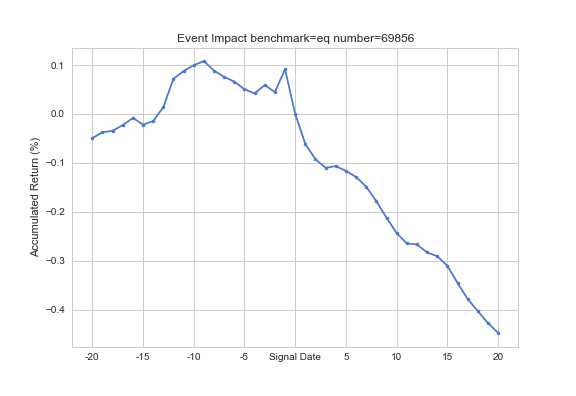 Event Impact benchmark=eq number=69856
Accumulated Return (%)
0.1
0.0
−0.1
−0.2
−0.3
−0.4
-20 -15 -10 -5 Signal Date 5 10 15 20